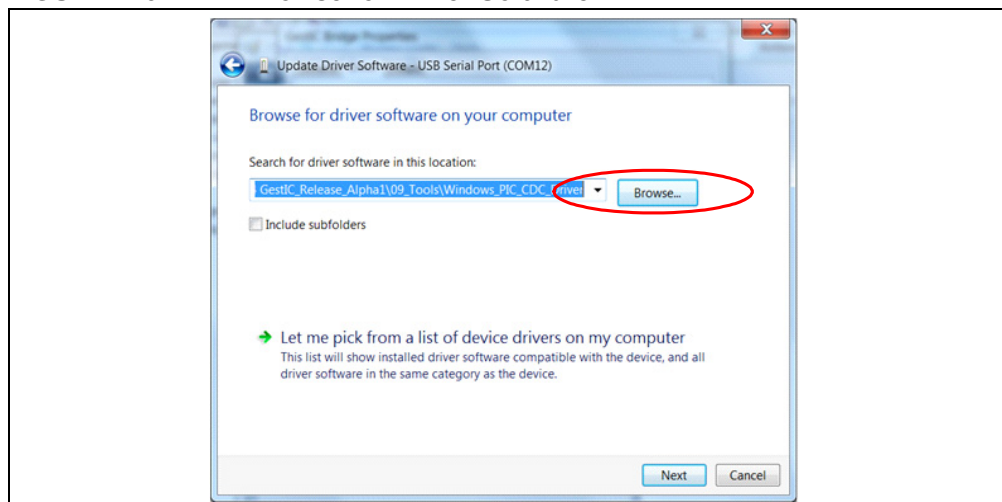 GestIC Bridge Properties
Update Driver Software - USB Serial Port (COM12)
Browse for driver software on your computer
Search for driver software in this location:
GestIC_Release_Alpha1\09_Tools\Windows_PIC_CDC_Driver
Browse...
Include subfolders
Let me pick from a list of device drivers on my computer
This list will show installed driver software compatible with the device, and all
driver software in the same category as the device.
Next
Cancel